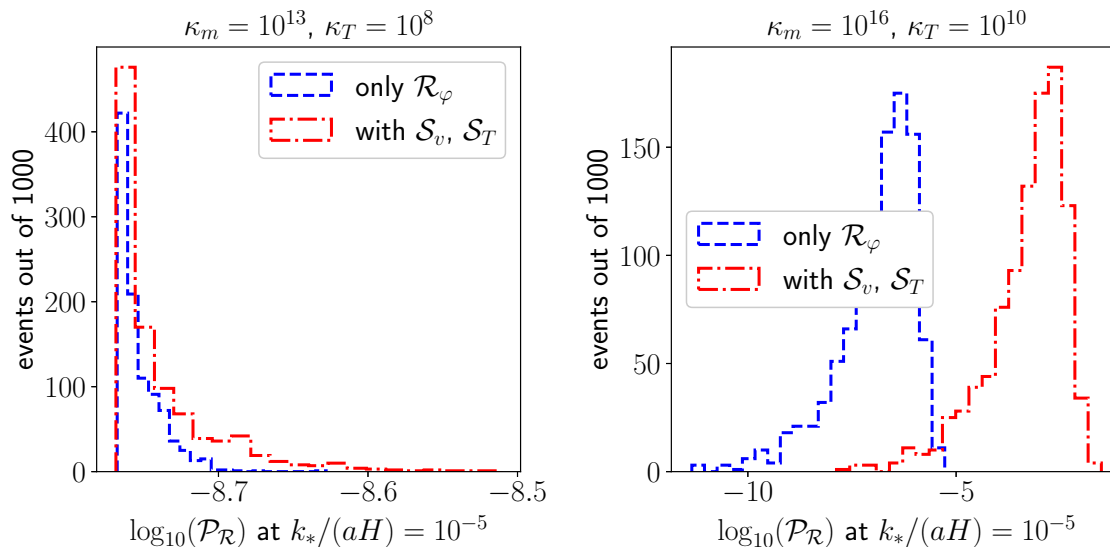 κ_m = 10^13, κ_T = 10^8
only R_φ
with S_v, S_T
events out of 1000
400
300
200
100
0
−8.7
−8.6
−8.5
log_10(P_R) at k_*/(aH) = 10^−5
κ_m = 10^16, κ_T = 10^10
only R_φ
with S_v, S_T
events out of 1000
150
100
50
0
−10
−5
log_10(P_R) at k_*/(aH) = 10^−5